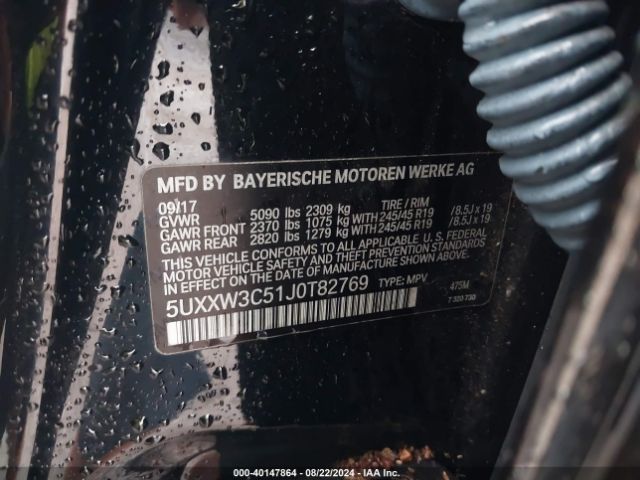 MFD BY BAYERISCHE MOTOREN WERKE AG
09/17 TIRE / RIM
GVWR 5090 lbs 2309 kg
GAWR FRONT 2370 lbs 1075 kg WITH 245/45 R19 / 8.5J x 19
GAWR REAR 2820 lbs 1279 kg WITH 245/45 R19 / 8.5J x 19
THIS VEHICLE CONFORMS TO ALL APPLICABLE U.S. FEDERAL
MOTOR VEHICLE SAFETY AND THEFT PREVENTION STANDARDS
IN EFFECT ON THE DATE OF MANUFACTURE SHOWN ABOVE.
5UXXW3C51J0T82769 TYPE: MPV 475M
7 320 730
000-40147864 - 08/22/2024 - IAA Inc.